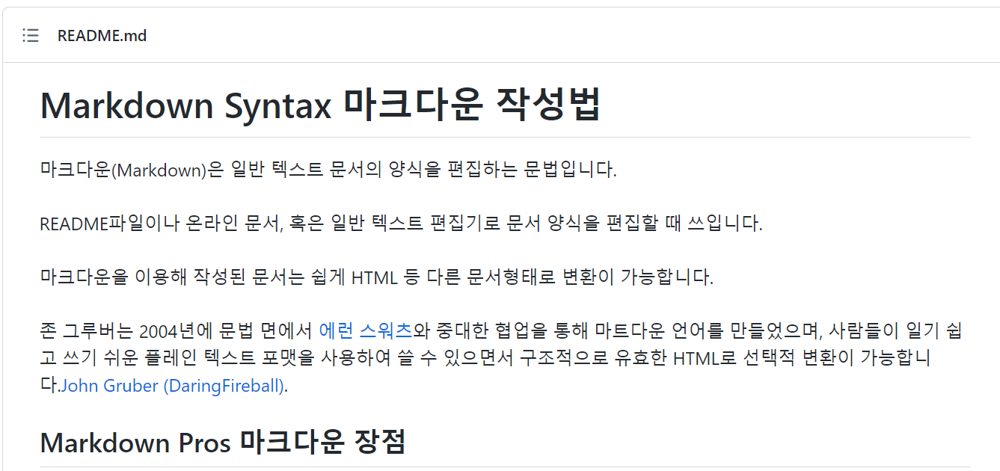 README.md
Markdown Syntax 마크다운 작성법
마크다운(Markdown)은 일반 텍스트 문서의 양식을 편집하는 문법입니다.
README파일이나 온라인 문서, 혹은 일반 텍스트 편집기로 문서 양식을 편집할 때 쓰입니다.
마크다운을 이용해 작성된 문서는 쉽게 HTML 등 다른 문서형태로 변환이 가능합니다.
존 그루버는 2004년에 문법 면에서 에런 스워츠와 중대한 협업을 통해 마트다운 언어를 만들었으며, 사람들이 일기 쉽
고 쓰기 쉬운 플레인 텍스트 포맷을 사용하여 쓸 수 있으면서 구조적으로 유효한 HTML로 선택적 변환이 가능합니
다.John Gruber (DaringFireball).
Markdown Pros 마크다운 장점